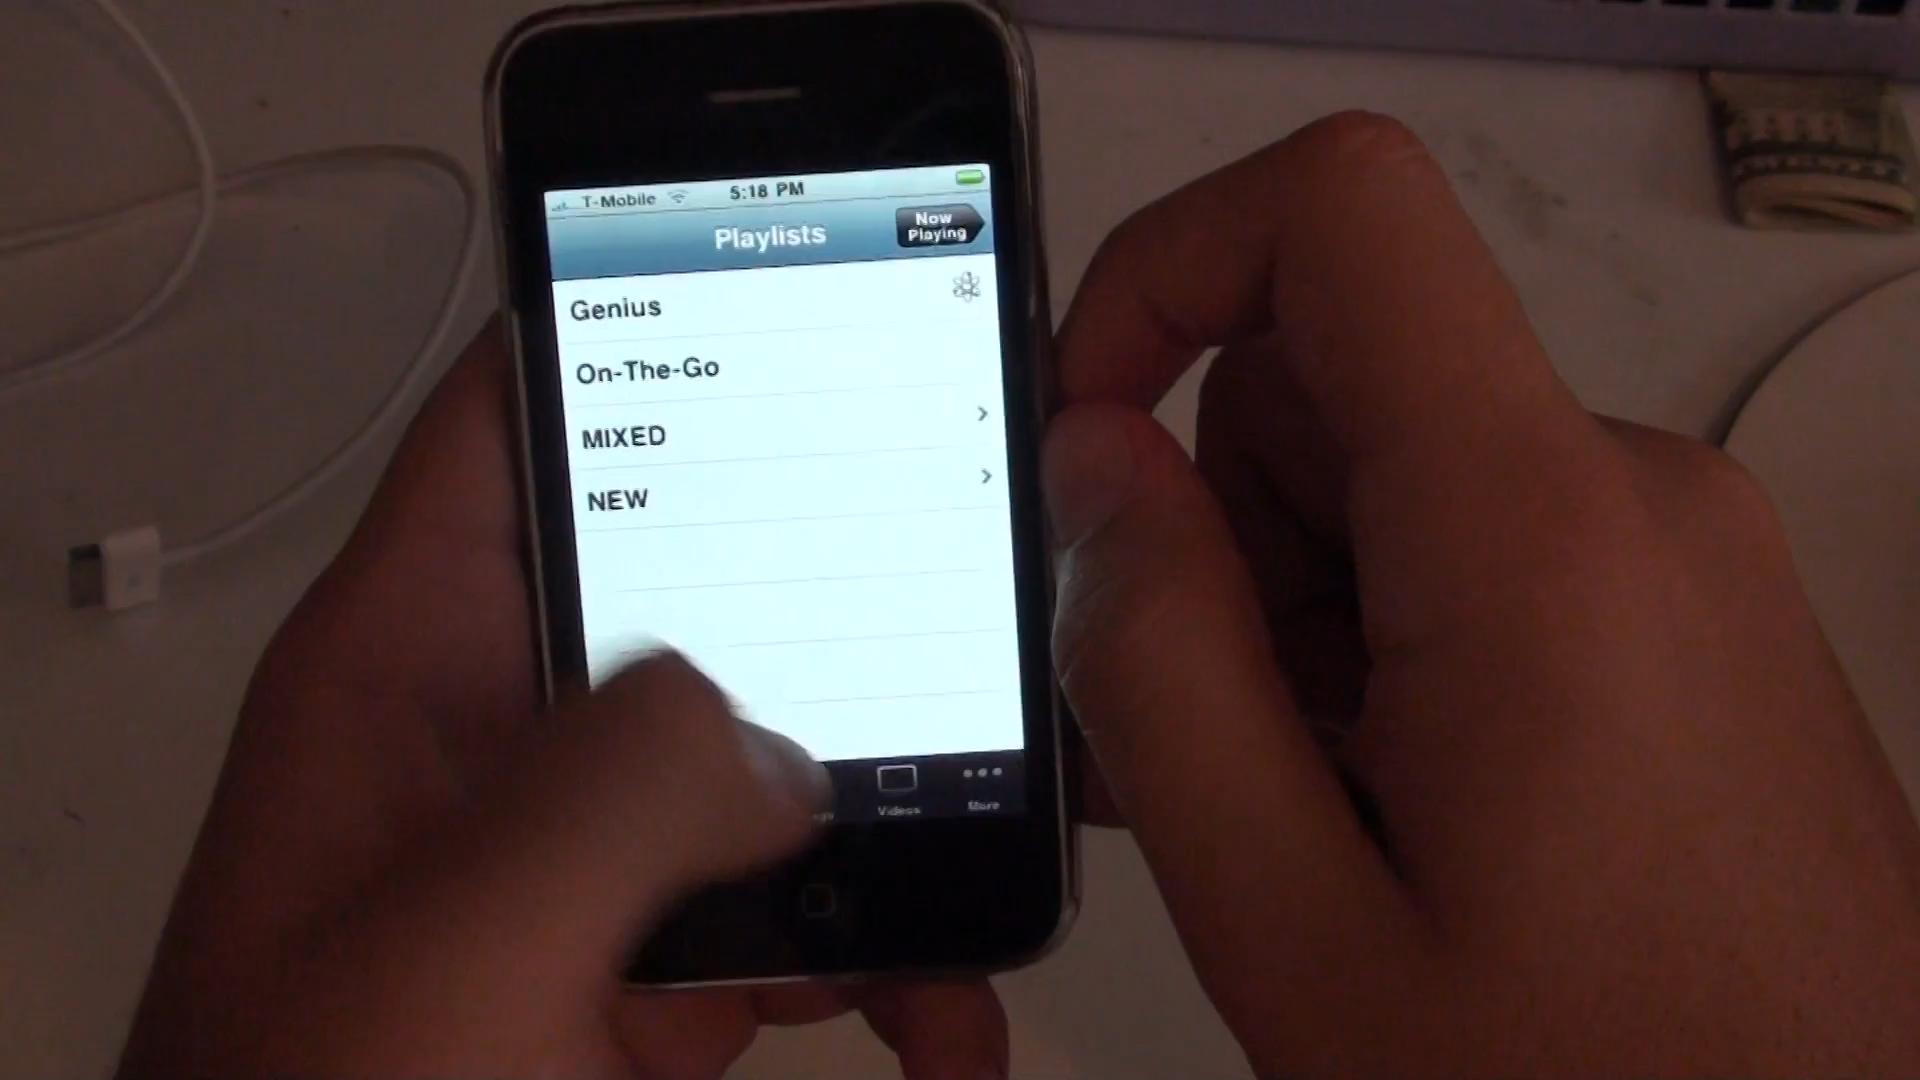 T-Mobile 5:18 PM
Playlists
Now
Playing
Genius
On-The-Go
MIXED
NEW
Videos
More